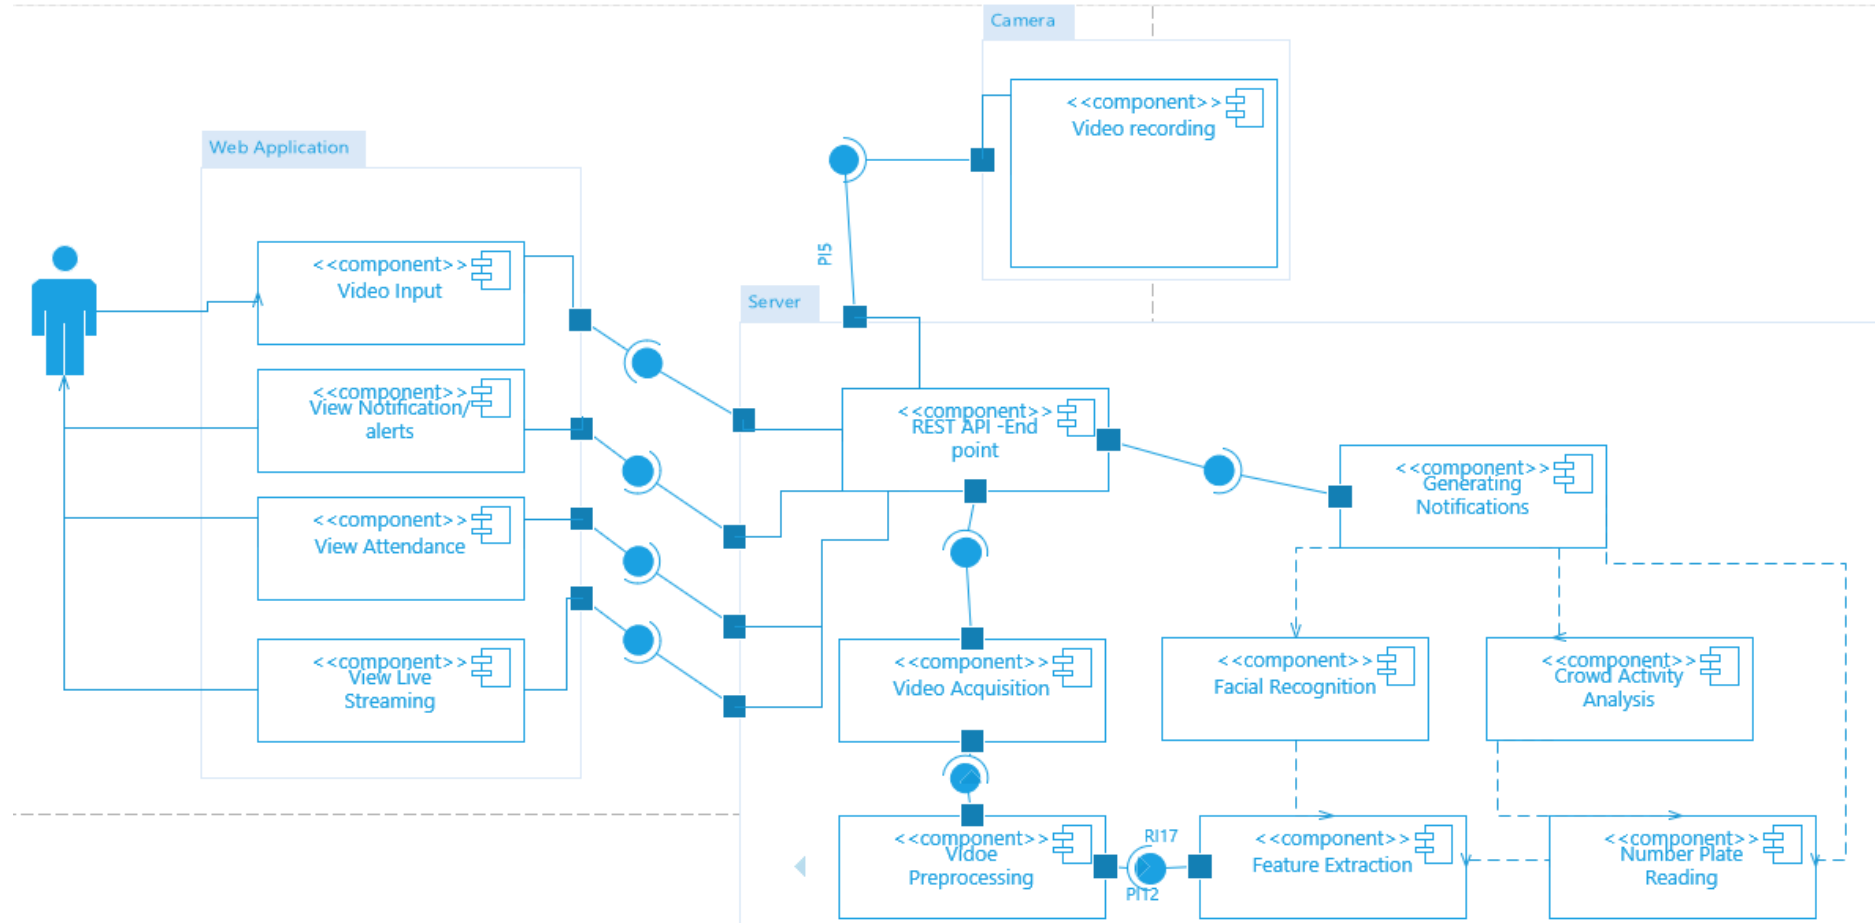 Camera
<<component>>
Video recording
Web Application
<<component>>
Video Input
PI5
Server
<<component>>
View Notification/
alerts
<<component>>
REST API -End
point
<<component>>
Generating
Notifications
<<component>>
View Attendance
<<component>>
View Live
Streaming
<<component>>
Video Acquisition
<<component>>
Facial Recognition
<<component>>
Crowd Activity
Analysis
<<component>>
Vidoe
Preprocessing
RI17
PI12
<<component>>
Feature Extraction
<<component>>
Number Plate
Reading